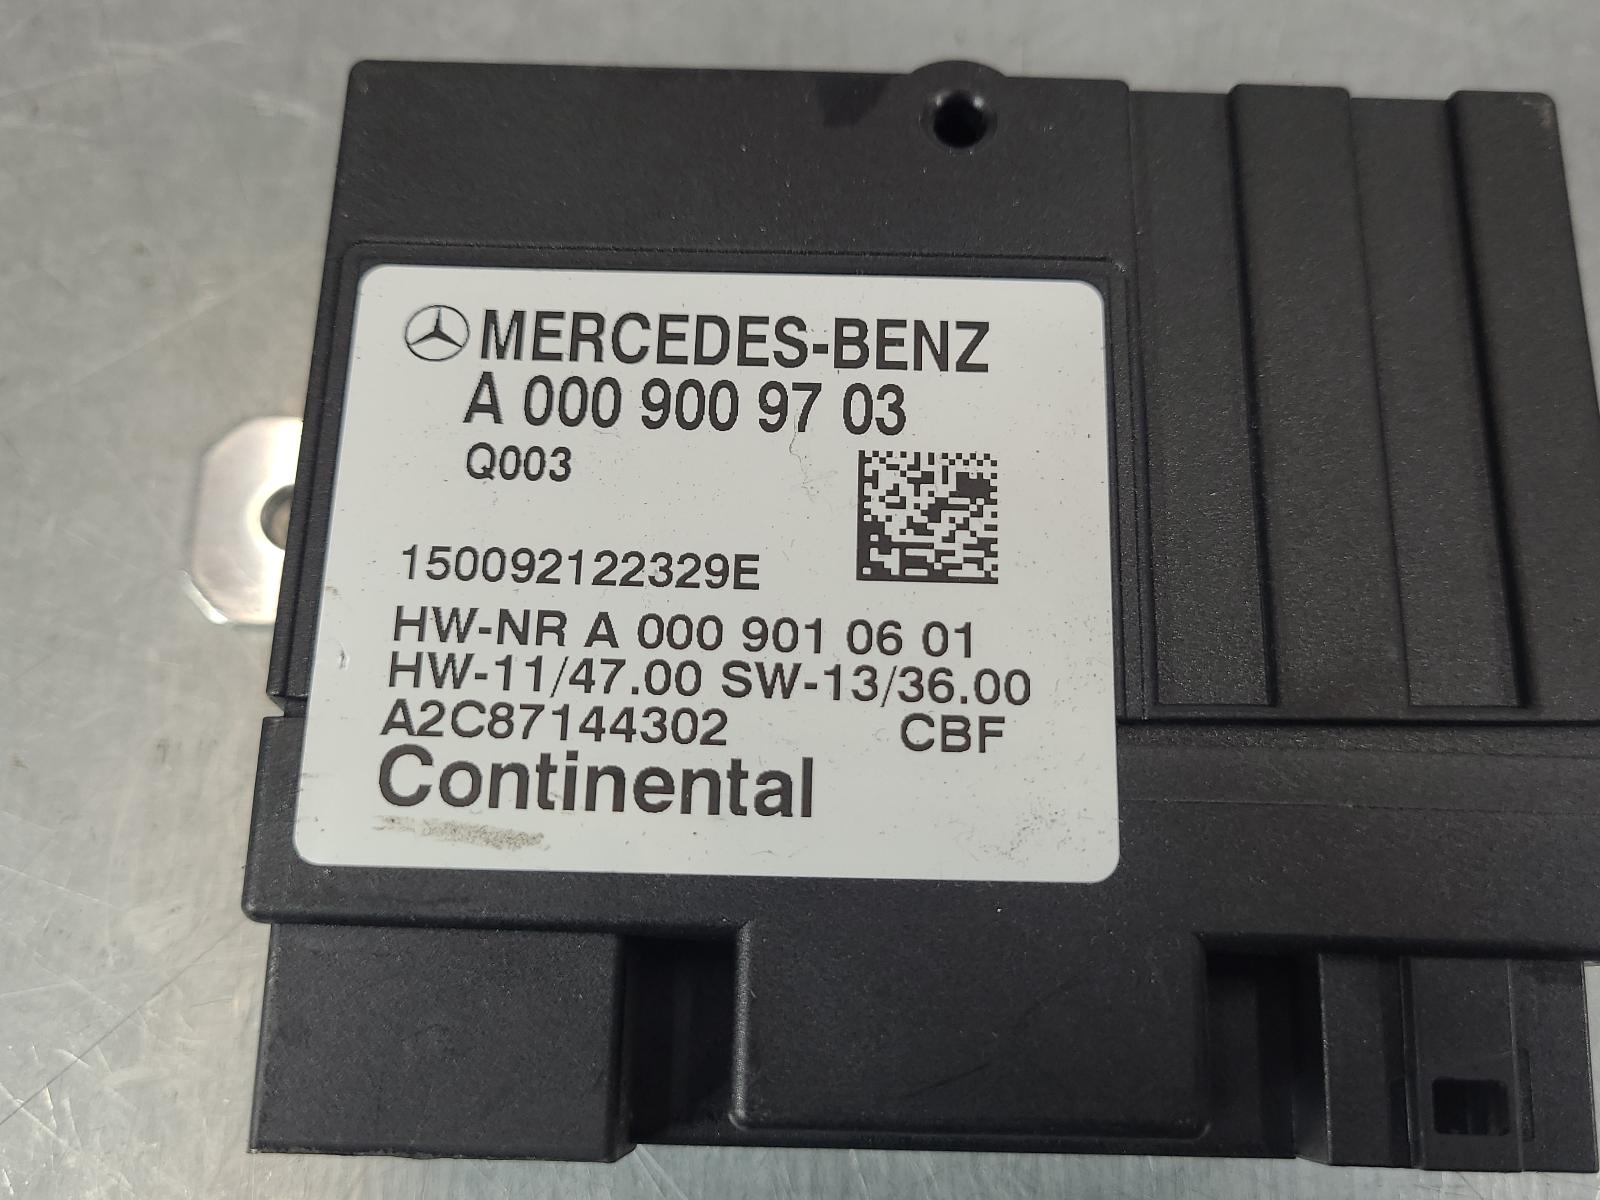 MERCEDES-BENZ
A 000 900 97 03
Q003
150092122329E
HW-NR A 000 901 06 01
HW-11/47.00 SW-13/36.00
A2C87144302 CBF
Continental